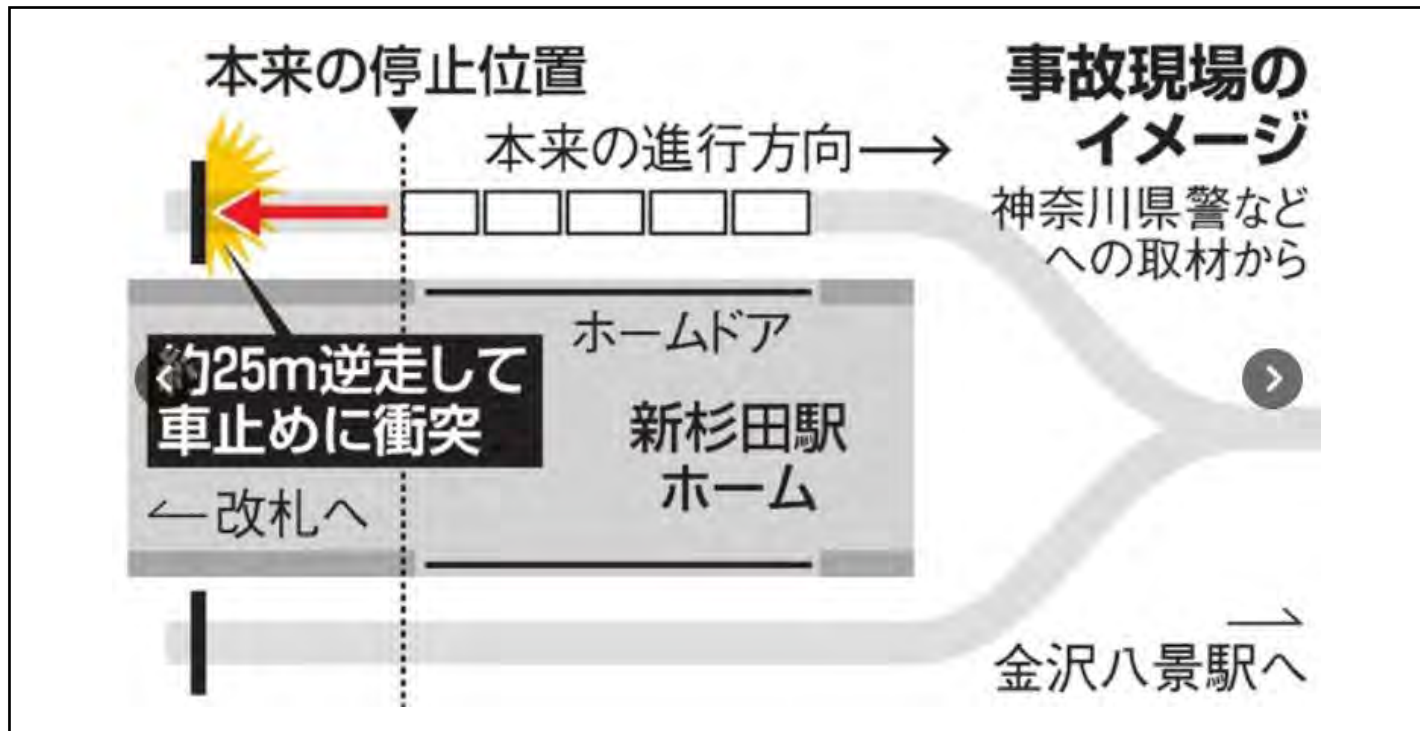 本来の停止位置
本来の進行方向→
事故現場の
イメージ
神奈川県警など
への取材から
ホームドア
約25m逆走して
車止めに衝突
新杉田駅
ホーム
←改札へ
→
金沢八景駅へ